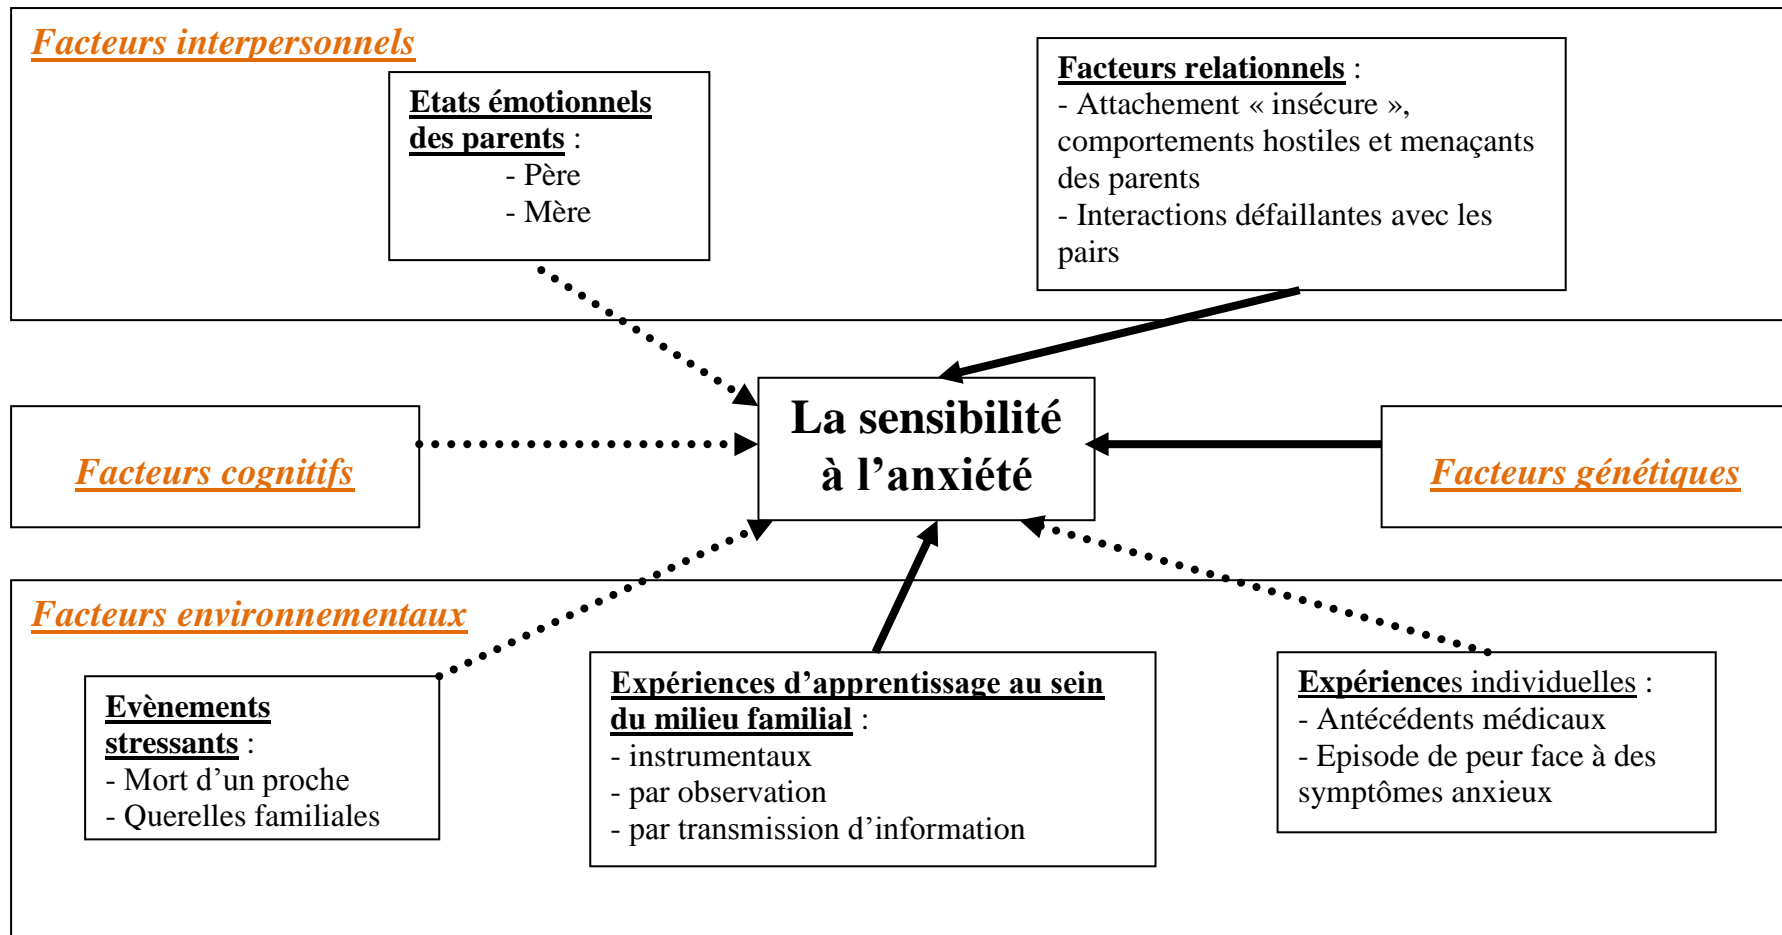 Facteurs interpersonnels
Etats émotionnels
des parents :
- Père
- Mère
Facteurs relationnels :
- Attachement « insécure »,
comportements hostiles et menaçants
des parents
- Interactions défaillantes avec les
pairs
La sensibilité
à l’anxiété
Facteurs cognitifs
Facteurs génétiques
Facteurs environnementaux
Evènements
stressants :
- Mort d’un proche
- Querelles familiales
Expériences d’apprentissage au sein
du milieu familial :
- instrumentaux
- par observation
- par transmission d’information
Expériences individuelles :
- Antécédents médicaux
- Episode de peur face à des
symptômes anxieux